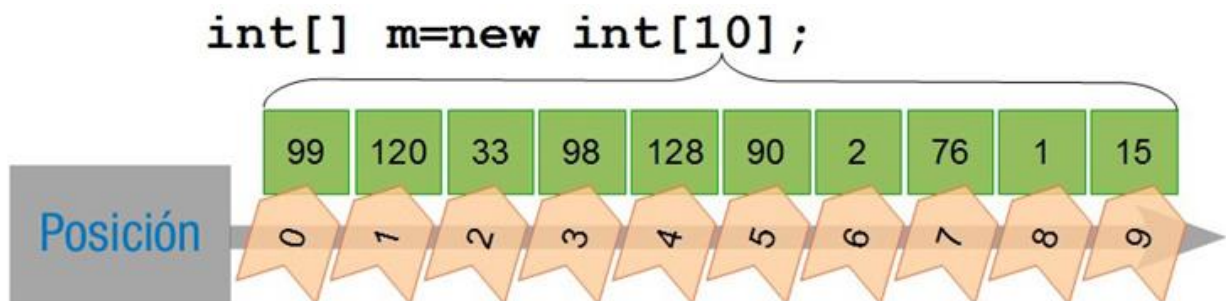 int[] m=new int[10];
99 120 33 98 128 90 2 76 1 15
Posición 0 1 2 3 4 5 6 7 8 9